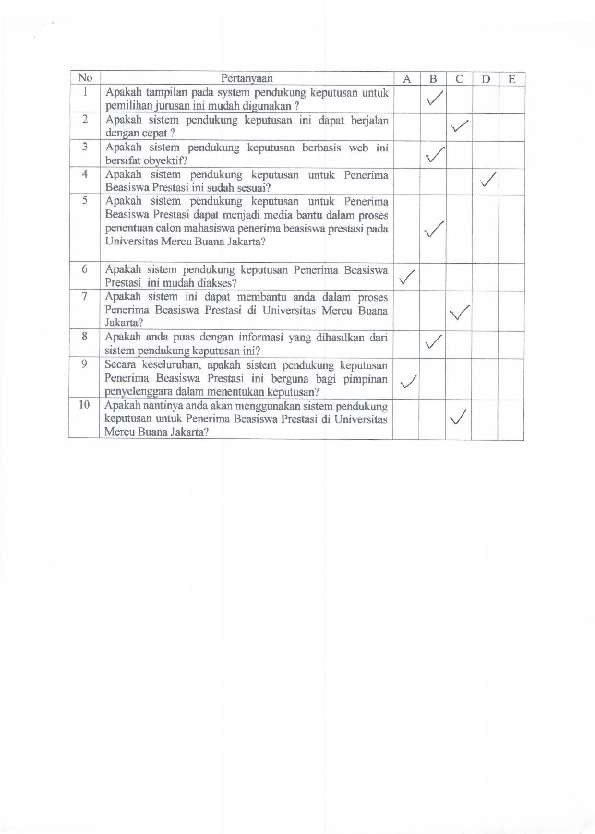 No Pertanyaan A B C D E
1 Apakah tampilan pada system pendukung keputusan untuk
pemilihan jurusan ini mudah digunakan ?
2 Apakah sistem pendukung keputusan ini dapat berjalan
dengan cepat ?
3 Apakah sistem pendukung keputusan berbasis web ini
bersifat obyektif?
4 Apakah sistem pendukung keputusan untuk Penerima
Beasiswa Prestasi ini sudah sesuai?
5 Apakah sistem pendukung keputusan untuk Penerima
Beasiswa Prestasi dapat menjadi media bantu dalam proses
penentuan calon mahasiswa penerima beasiswa prestasi pada
Universitas Mercu Buana Jakarta?
6 Apakah sistem pendukung keputusan Penerima Beasiswa
Prestasi ini mudah diakses?
7 Apakah sistem ini dapat membantu anda dalam proses
Penerima Beasiswa Prestasi di Universitas Mercu Buana
Jakarta?
8 Apakah anda puas dengan informasi yang dihasilkan dari
sistem pendukung kaputusan ini?
9 Secara keseluruhan, apakah sistem pendukung keputusan
Penerima Beasiswa Prestasi ini berguna bagi pimpinan
penyelenggara dalam menentukan keputusan?
10 Apakah nantinya anda akan menggunakan sistem pendukung
keputusan untuk Penerima Beasiswa Prestasi di Universitas
Mercu Buana Jakarta?